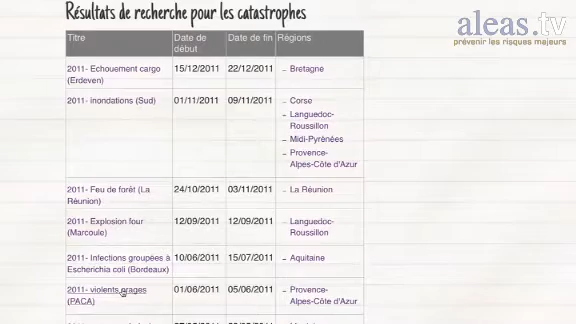 Résultats de recherche pour les catastrophes
aleas.tv
prévenir les risques majeurs
Titre Date de début Date de fin Régions
2011- Echouement cargo (Erdeven) 15/12/2011 22/12/2011 – Bretagne
2011- inondations (Sud) 01/11/2011 09/11/2011 – Corse
– Languedoc-
Roussillon
– Midi-Pyrénées
– Provence-
Alpes-Côte d'Azur
2011- Feu de forêt (La Réunion) 24/10/2011 03/11/2011 – La Réunion
2011- Explosion four (Marcoule) 12/09/2011 12/09/2011 – Languedoc-
Roussillon
2011- Infections groupées à Escherichia coli (Bordeaux) 10/06/2011 15/07/2011 – Aquitaine
2011- violents orages (PACA) 01/06/2011 05/06/2011 – Provence-
Alpes-Côte d'Azur